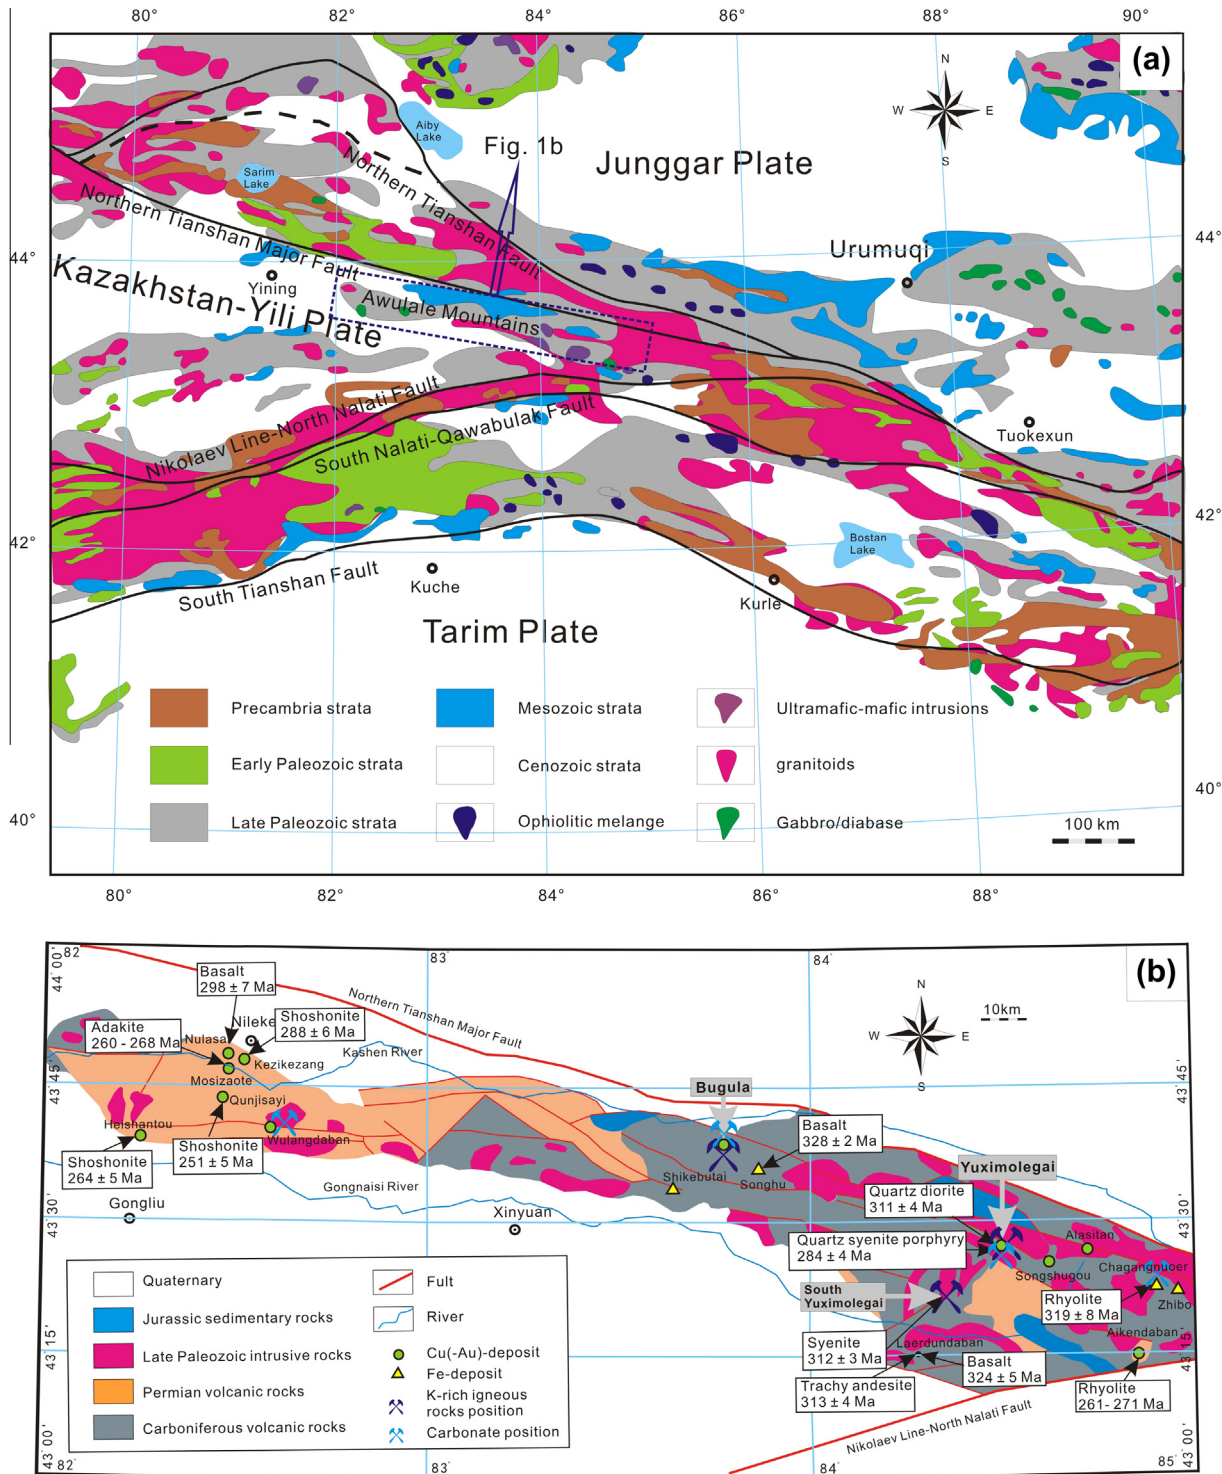 80°
82°
84°
86°
88°
90°
(a)
N
W
E
S
Aiby
Lake
Fig. 1b
Junggar Plate
Sarim
Lake
Northern Tianshan Fault
Northern Tianshan Major Fault
Urumuqi
44°
44°
Yining
Kazakhstan-Yili Plate
Awulale Mountains
Nikolaev Line-North Nalati Fault
South Nalati-Qawabulak Fault
Tuokexun
42°
42°
Bostan
Lake
South Tianshan Fault
Kuche
Kurle
Tarim Plate
Precambria strata
Mesozoic strata
Ultramafic-mafic intrusions
Early Paleozoic strata
Cenozoic strata
granitoids
Late Paleozoic strata
Ophiolitic melange
Gabbro/diabase
40°
40°
100 km
80°
82°
84°
86°
88°
82°
83°
84°
(b)
44°00'
Basalt
298 ± 7 Ma
Northern Tianshan Major Fault
N
W
E
S
10km
Adakite
260 - 268 Ma
Nulasai
Nileke
Shoshonite
288 ± 6 Ma
Kashen River
Kezikezang
Mosizaote
43°45'
43°45'
Bugula
Qunjisayi
Heishantou
Wulangdaban
Basalt
328 ± 2 Ma
Shoshonite
264 ± 5 Ma
Shoshonite
251 ± 5 Ma
Shikebutai
Songhu
Yuximolegai
Gongnaisi River
Quartz diorite
311 ± 4 Ma
Gongliu
Xinyuan
43°30'
43°30'
Quartz syenite porphyry
284 ± 4 Ma
Alasitan
Songshugou
Chagangnuoer
South
Yuximolegai
Rhyolite
319 ± 8 Ma
Zhibo
Syenite
312 ± 3 Ma
Laerdundaban
Aikendaban
43°15'
43°15'
Trachy andesite
313 ± 4 Ma
Basalt
324 ± 5 Ma
Rhyolite
261- 271 Ma
Nikolaev Line-North Nalati Fault
Quaternary
Fult
Jurassic sedimentary rocks
River
Late Paleozoic intrusive rocks
Cu(-Au)-deposit
Fe-deposit
Permian volcanic rocks
K-rich igneous
rocks position
Carboniferous volcanic rocks
Carbonate position
43°00'
43°00'
82°
83°
84°
85°